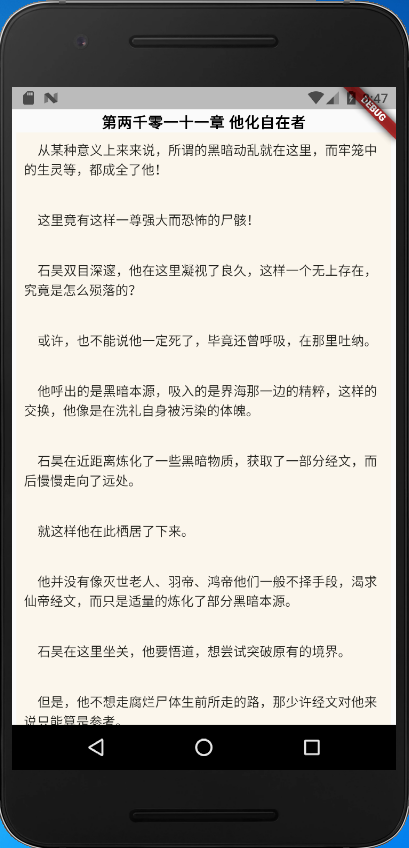 8:47
DEBUG
第两千零一十一章 他化自在者
从某种意义上来来说，所谓的黑暗动乱就在这里，而牢笼中
的生灵等，都成全了他！
这里竟有这样一尊强大而恐怖的尸骸！
石昊双目深邃，他在这里凝视了良久，这样一个无上存在，
究竟是怎么殒落的？
或许，也不能说他一定死了，毕竟还曾呼吸，在那里吐纳。
他呼出的是黑暗本源，吸入的是界海那一边的精粹，这样的
交换，他像是在洗礼自身被污染的体魄。
石昊在近距离炼化了一些黑暗物质，获取了一部分经文，而
后慢慢走向了远处。
就这样他在此栖居了下来。
他并没有像灭世老人、羽帝、鸿帝他们一般不择手段，渴求
仙帝经文，而只是适量的炼化了部分黑暗本源。
石昊在这里坐关，他要悟道，想尝试突破原有的境界。
但是，他不想走腐烂尸体生前所走的路，那少许经文对他来
说只能算是参考。